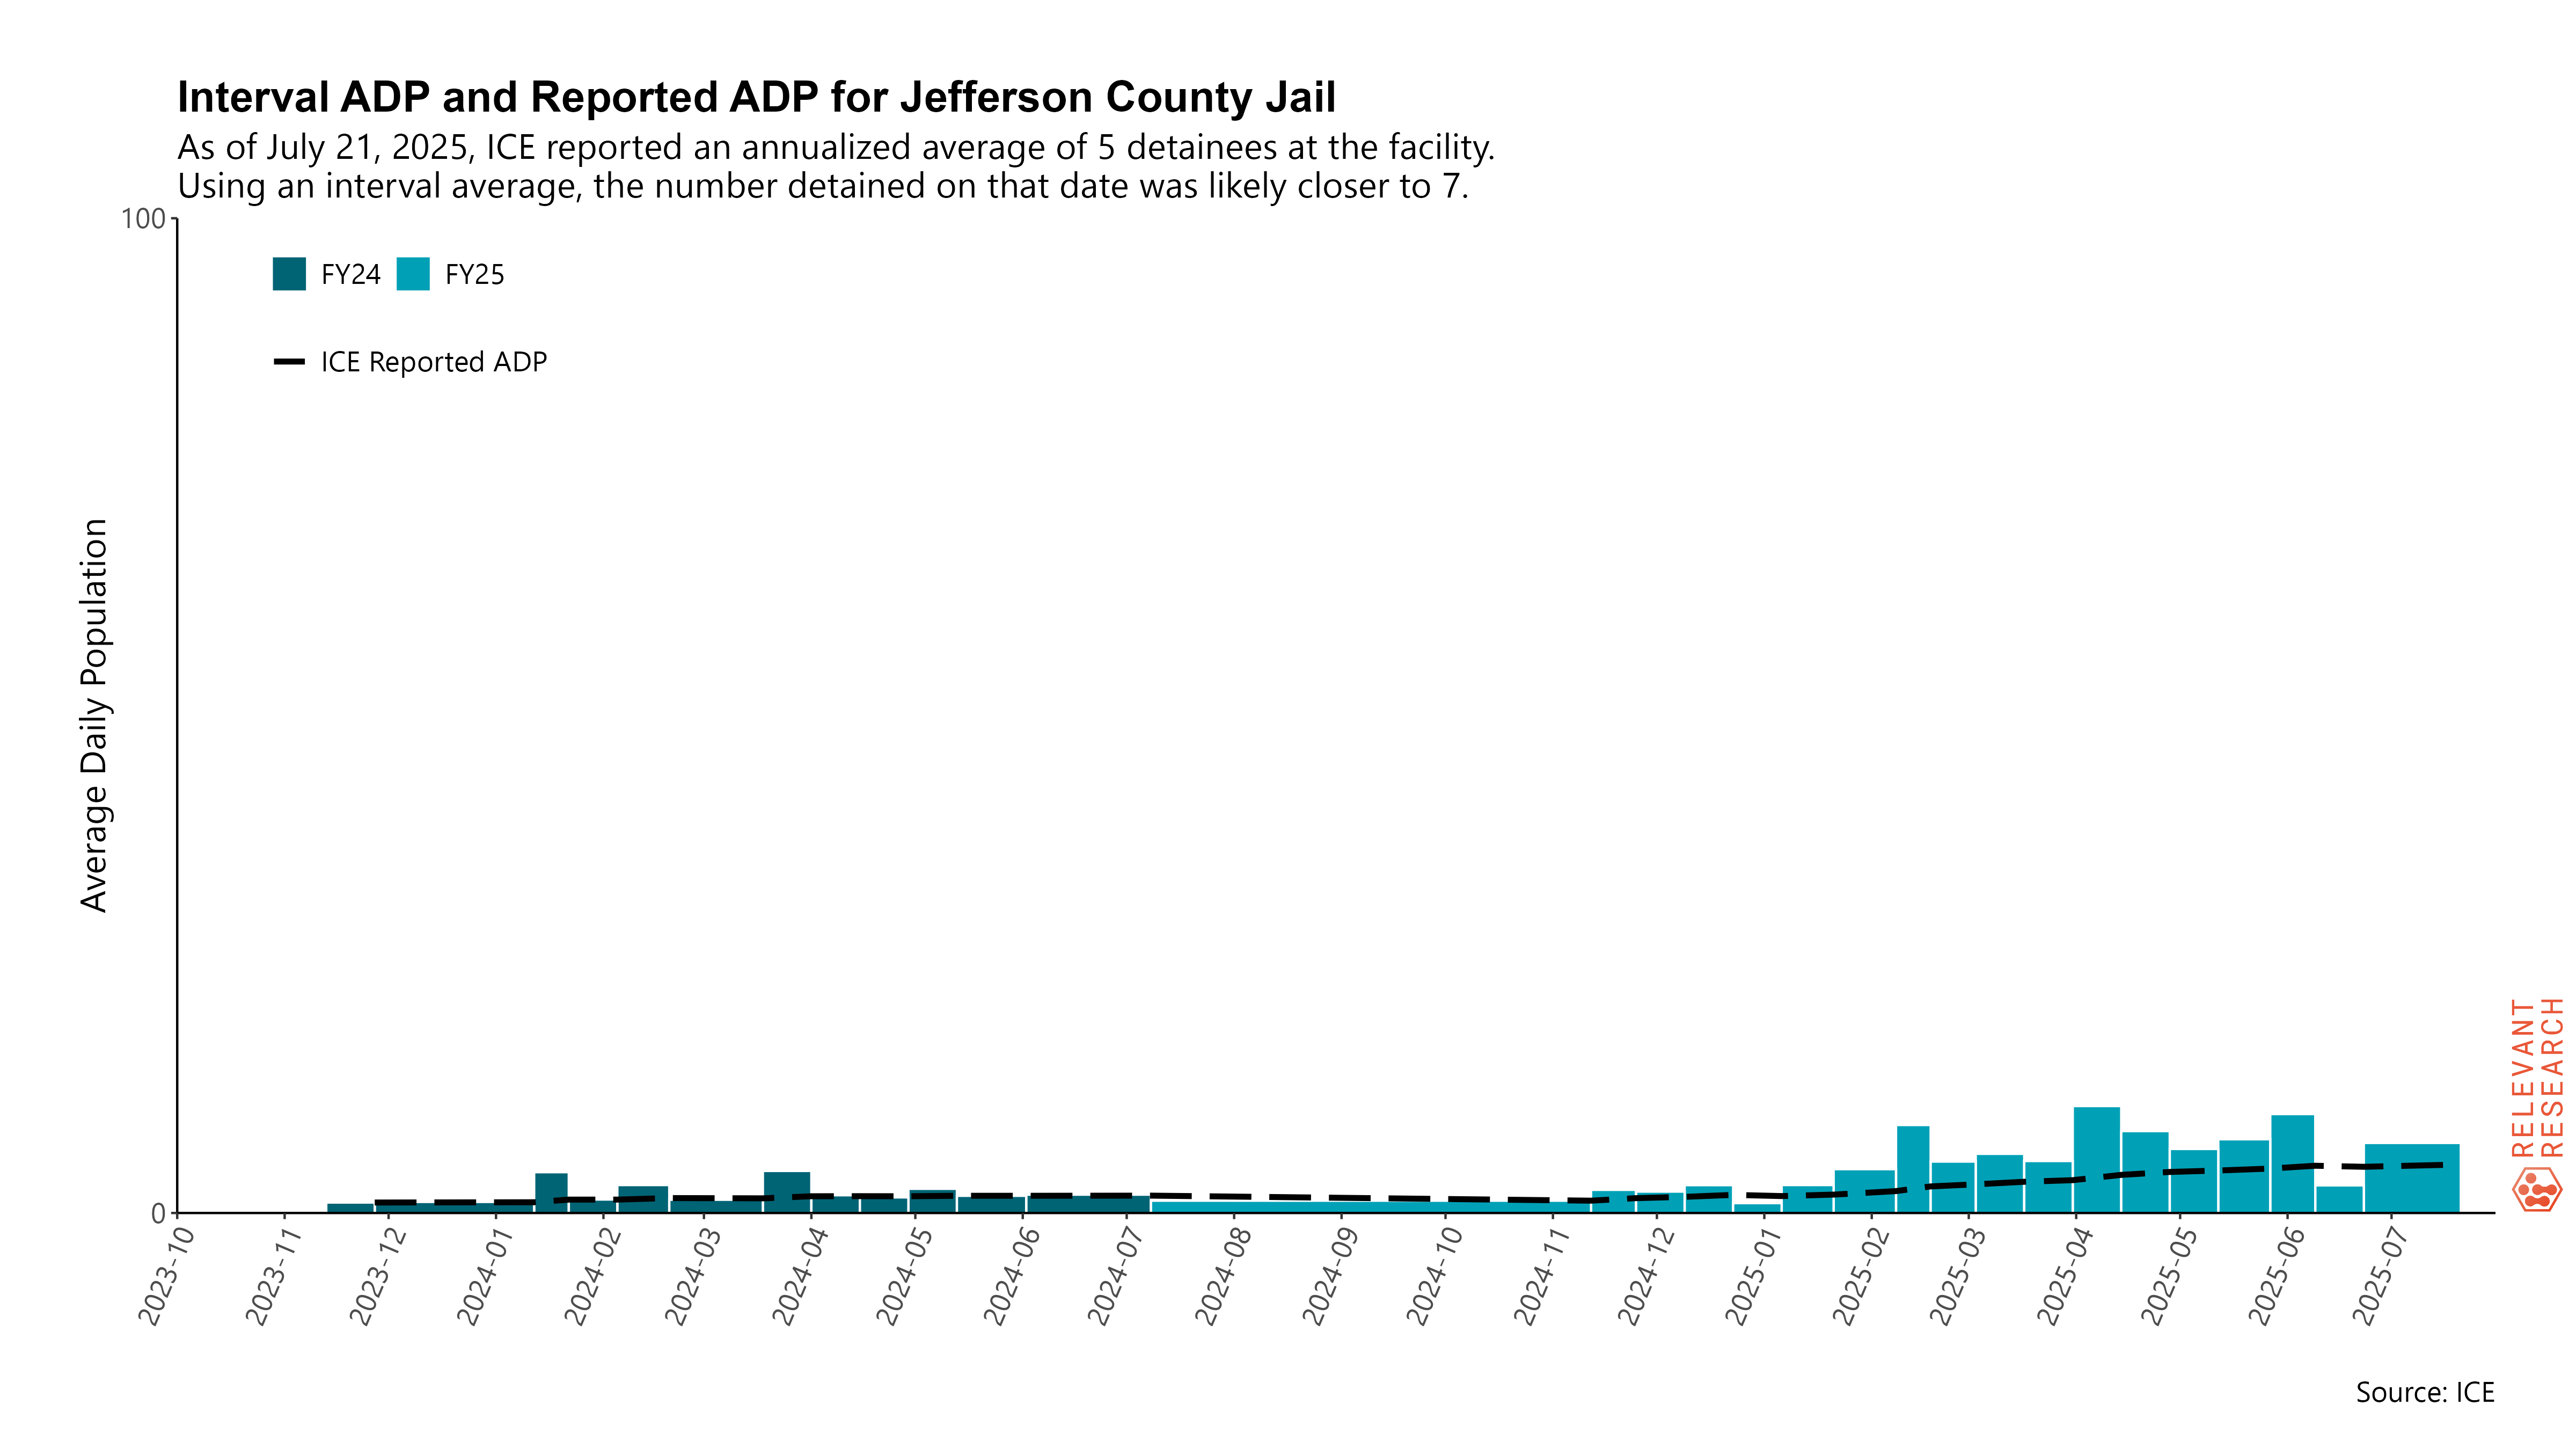 Interval ADP and Reported ADP for Jefferson County Jail
As of July 21, 2025, ICE reported an annualized average of 5 detainees at the facility.
Using an interval average, the number detained on that date was likely closer to 7.
100
FY24 FY25
ICE Reported ADP
Average Daily Population
0
2023-10
2023-11
2023-12
2024-01
2024-02
2024-03
2024-04
2024-05
2024-06
2024-07
2024-08
2024-09
2024-10
2024-11
2024-12
2025-01
2025-02
2025-03
2025-04
2025-05
2025-06
2025-07
RELEVANT
RESEARCH
Source: ICE